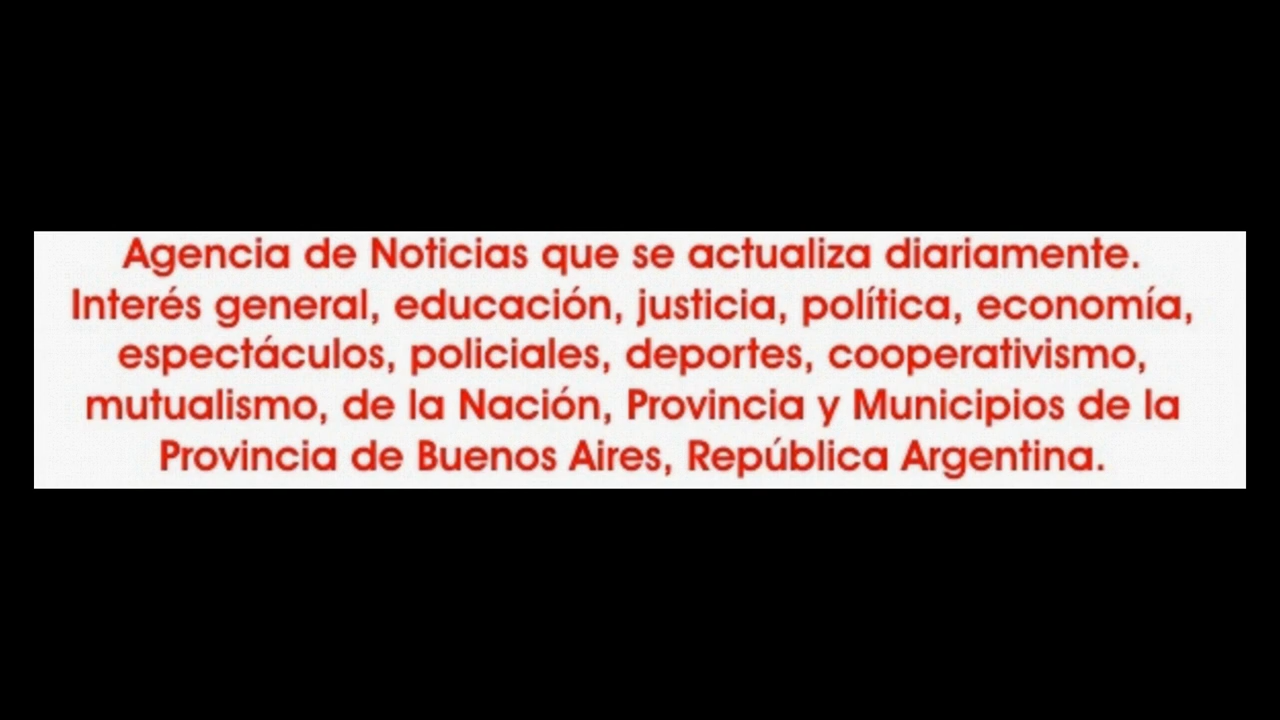 Agencia de Noticias que se actualiza diariamente.
Interés general, educación, justicia, política, economía,
espectáculos, policiales, deportes, cooperativismo,
mutualismo, de la Nación, Provincia y Municipios de la
Provincia de Buenos Aires, República Argentina.